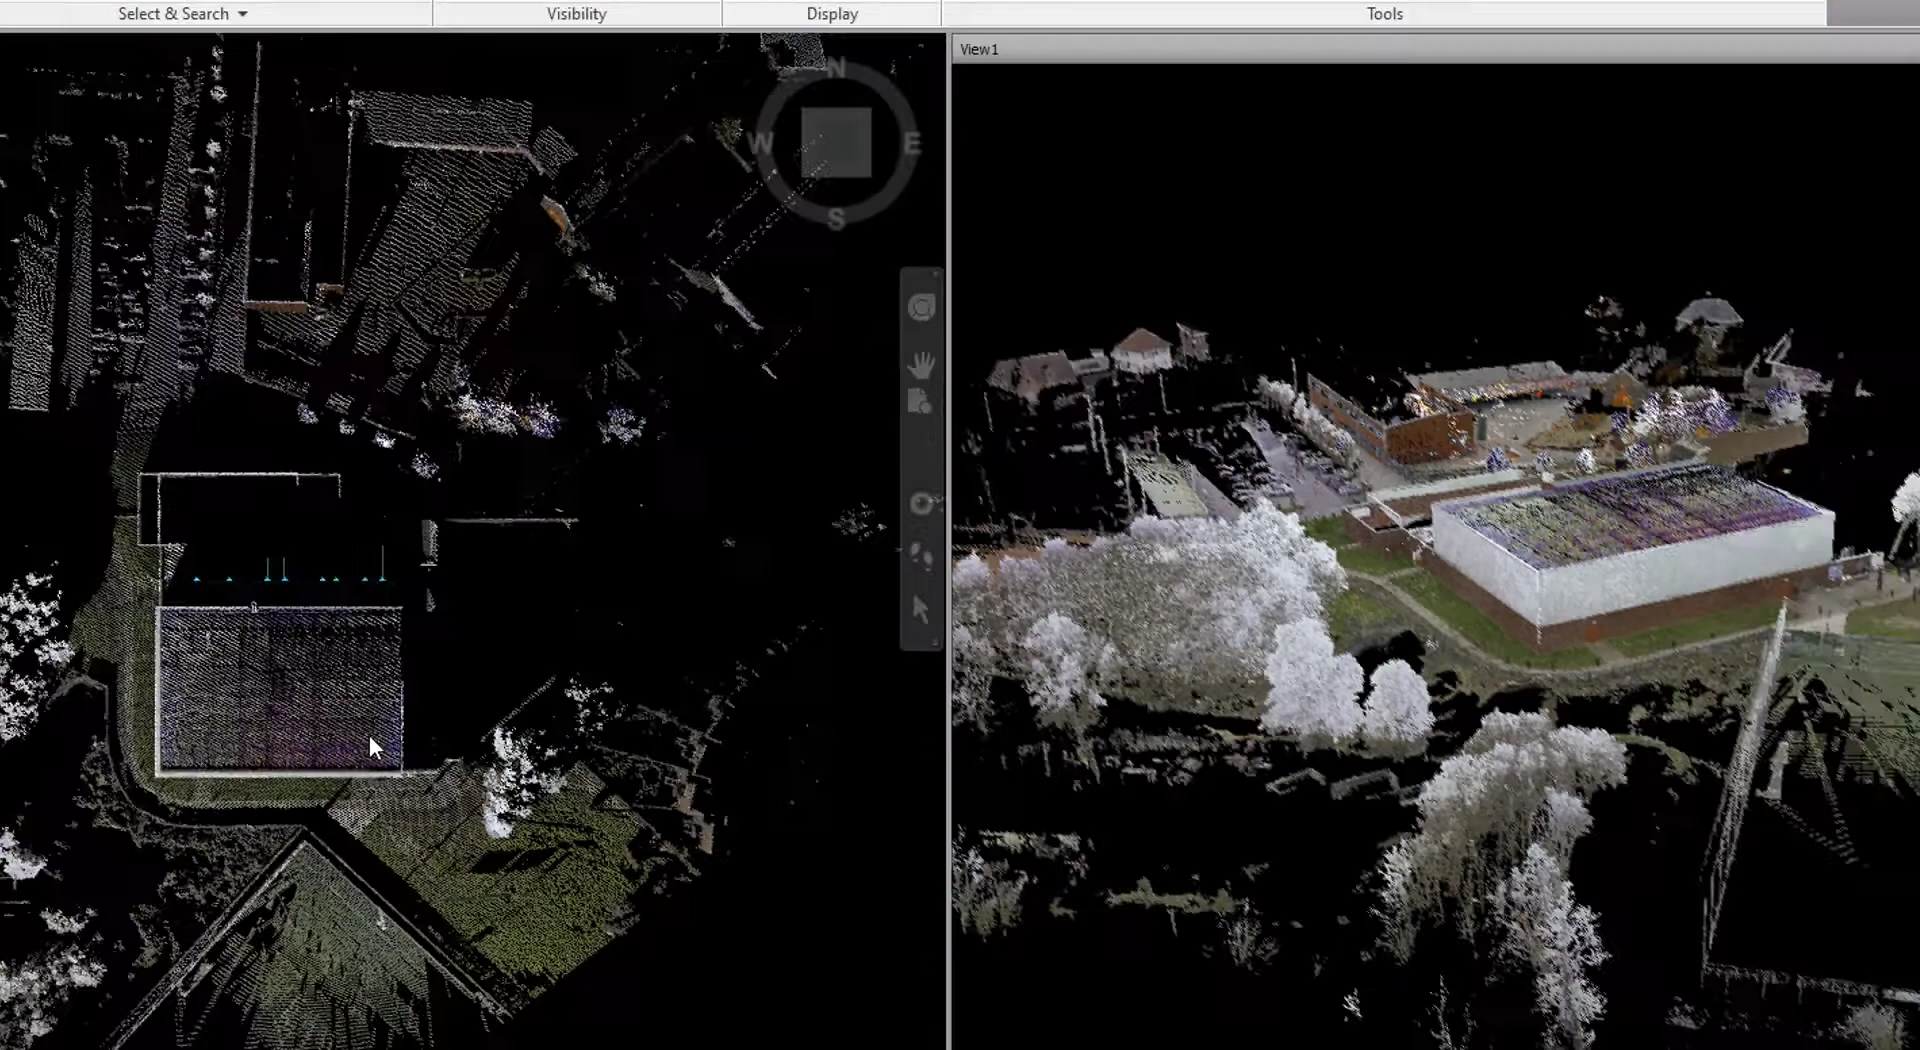 Select & Search
Visibility
Display
Tools
View1
N
W
E
S